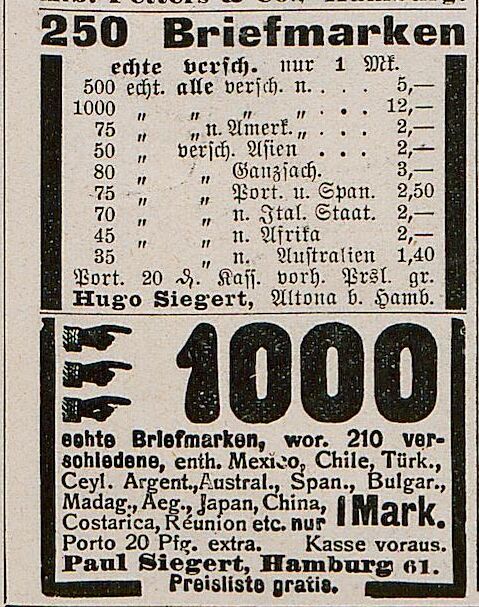 250 Briefmarken
echte versch. nur 1 Mk.
500 echt. alle versch. n. . . . 5,—
1000 „ „ „ „ . . . 12,—
75 „ „ n. Amerk. „ . . . 2,—
50 „ versch. Asien . . . 2,—
80 „ „ Ganzsach. 3,—
75 „ „ Port. u. Span. 2,50
70 „ „ n. Ital. Staat. 2,—
45 „ „ n. Afrika 2,—
35 „ n. Australien 1,40
Port. 20 ₰. Kass. vorh. Prsl. gr.
Hugo Siegert, Altona b. Hamb.
1000
echte Briefmarken, wor. 210 ver-
schiedene, enth. Mexico, Chile, Türk.,
Ceyl. Argent., Austral., Span., Bulgar.,
Madag., Aeg., Japan, China,
Costarica, Réunion etc. nur 1 Mark.
Porto 20 Pfg. extra. Kasse voraus.
Paul Siegert, Hamburg 61.
Preisliste gratis.